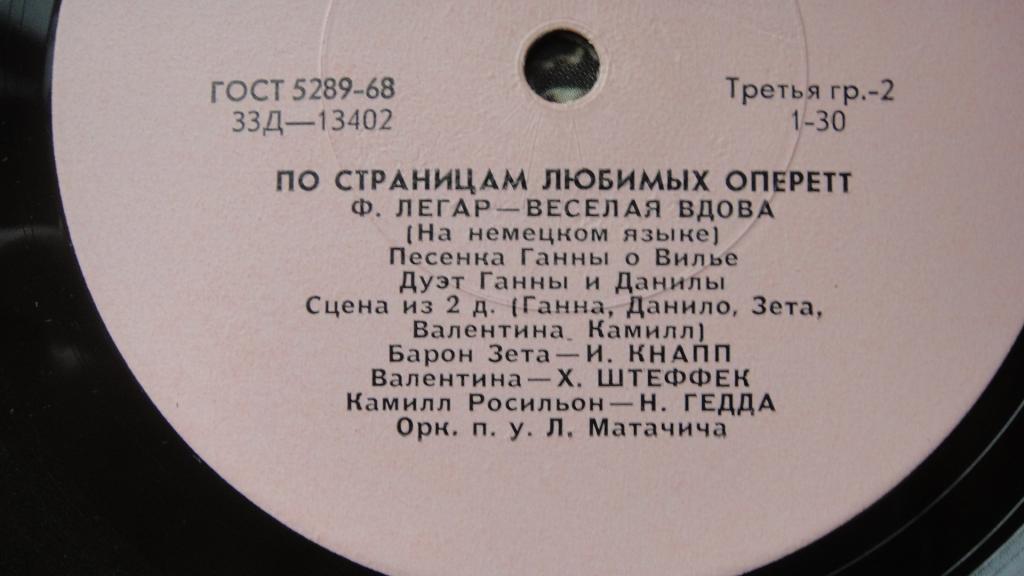 ГОСТ 5289-68 Третья гр.-2
33Д—13402 1-30
ПО СТРАНИЦАМ ЛЮБИМЫХ ОПЕРЕТТ
Ф. ЛЕГАР—ВЕСЕЛАЯ ВДОВА
(На немецком языке)
Песенка Ганны о Вилье
Дуэт Ганны и Данилы
Сцена из 2 д. (Ганна, Данило, Зета,
Валентина. Камилл)
Барон Зета—И. КНАПП
Валентина—Х. ШТЕФФЕК
Камилл Росильон—Н. ГЕДДА
Орк. п. у. Л. Матачича